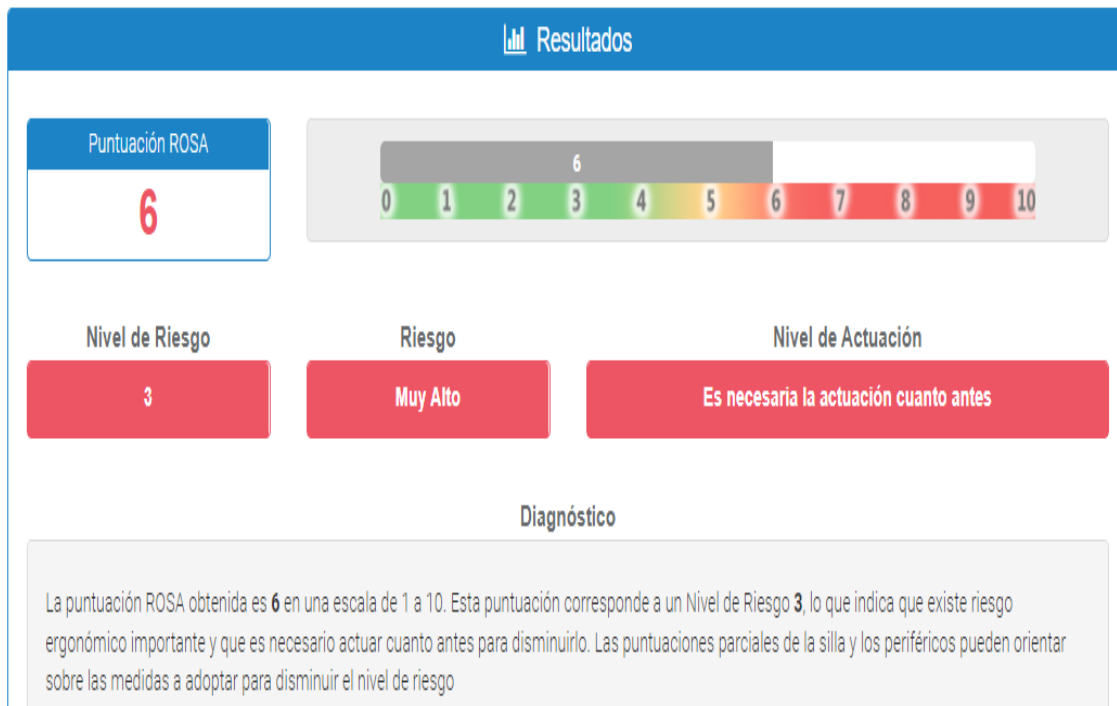 Resultados
Puntuación ROSA
6
6
0 1 2 3 4 5 6 7 8 9 10
Nivel de Riesgo
Riesgo
Nivel de Actuación
3
Muy Alto
Es necesaria la actuación cuanto antes
Diagnóstico
La puntuación ROSA obtenida es 6 en una escala de 1 a 10. Esta puntuación corresponde a un Nivel de Riesgo 3, lo que indica que existe riesgo
ergonómico importante y que es necesario actuar cuanto antes para disminuirlo. Las puntuaciones parciales de la silla y los periféricos pueden orientar
sobre las medidas a adoptar para disminuir el nivel de riesgo